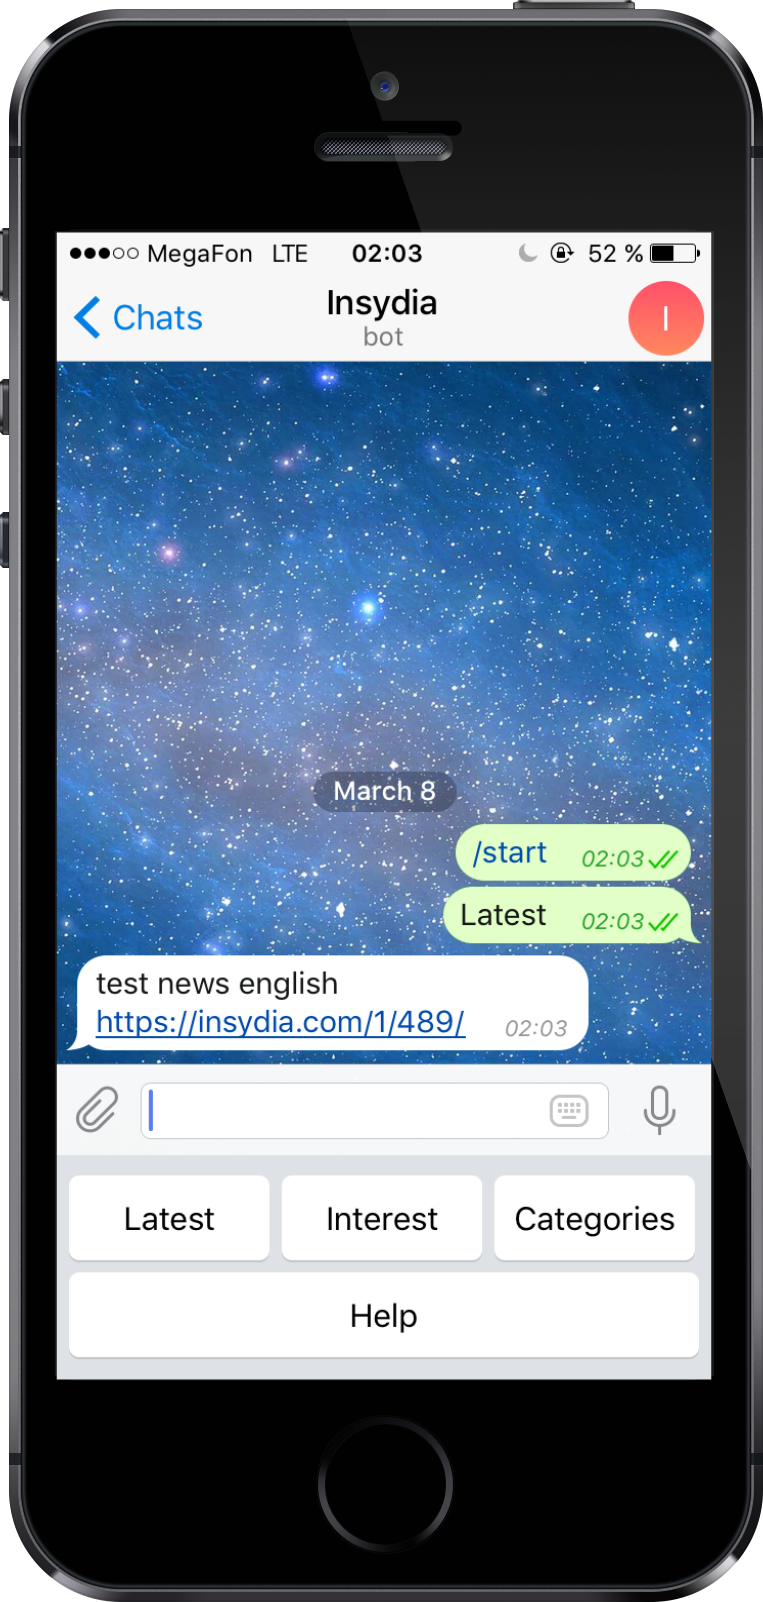 MegaFon LTE 02:03 52 %
Chats
Insydia
bot
I
March 8
/start 02:03
Latest 02:03
test news english
https://insydia.com/1/489/ 02:03
Latest Interest Categories
Help